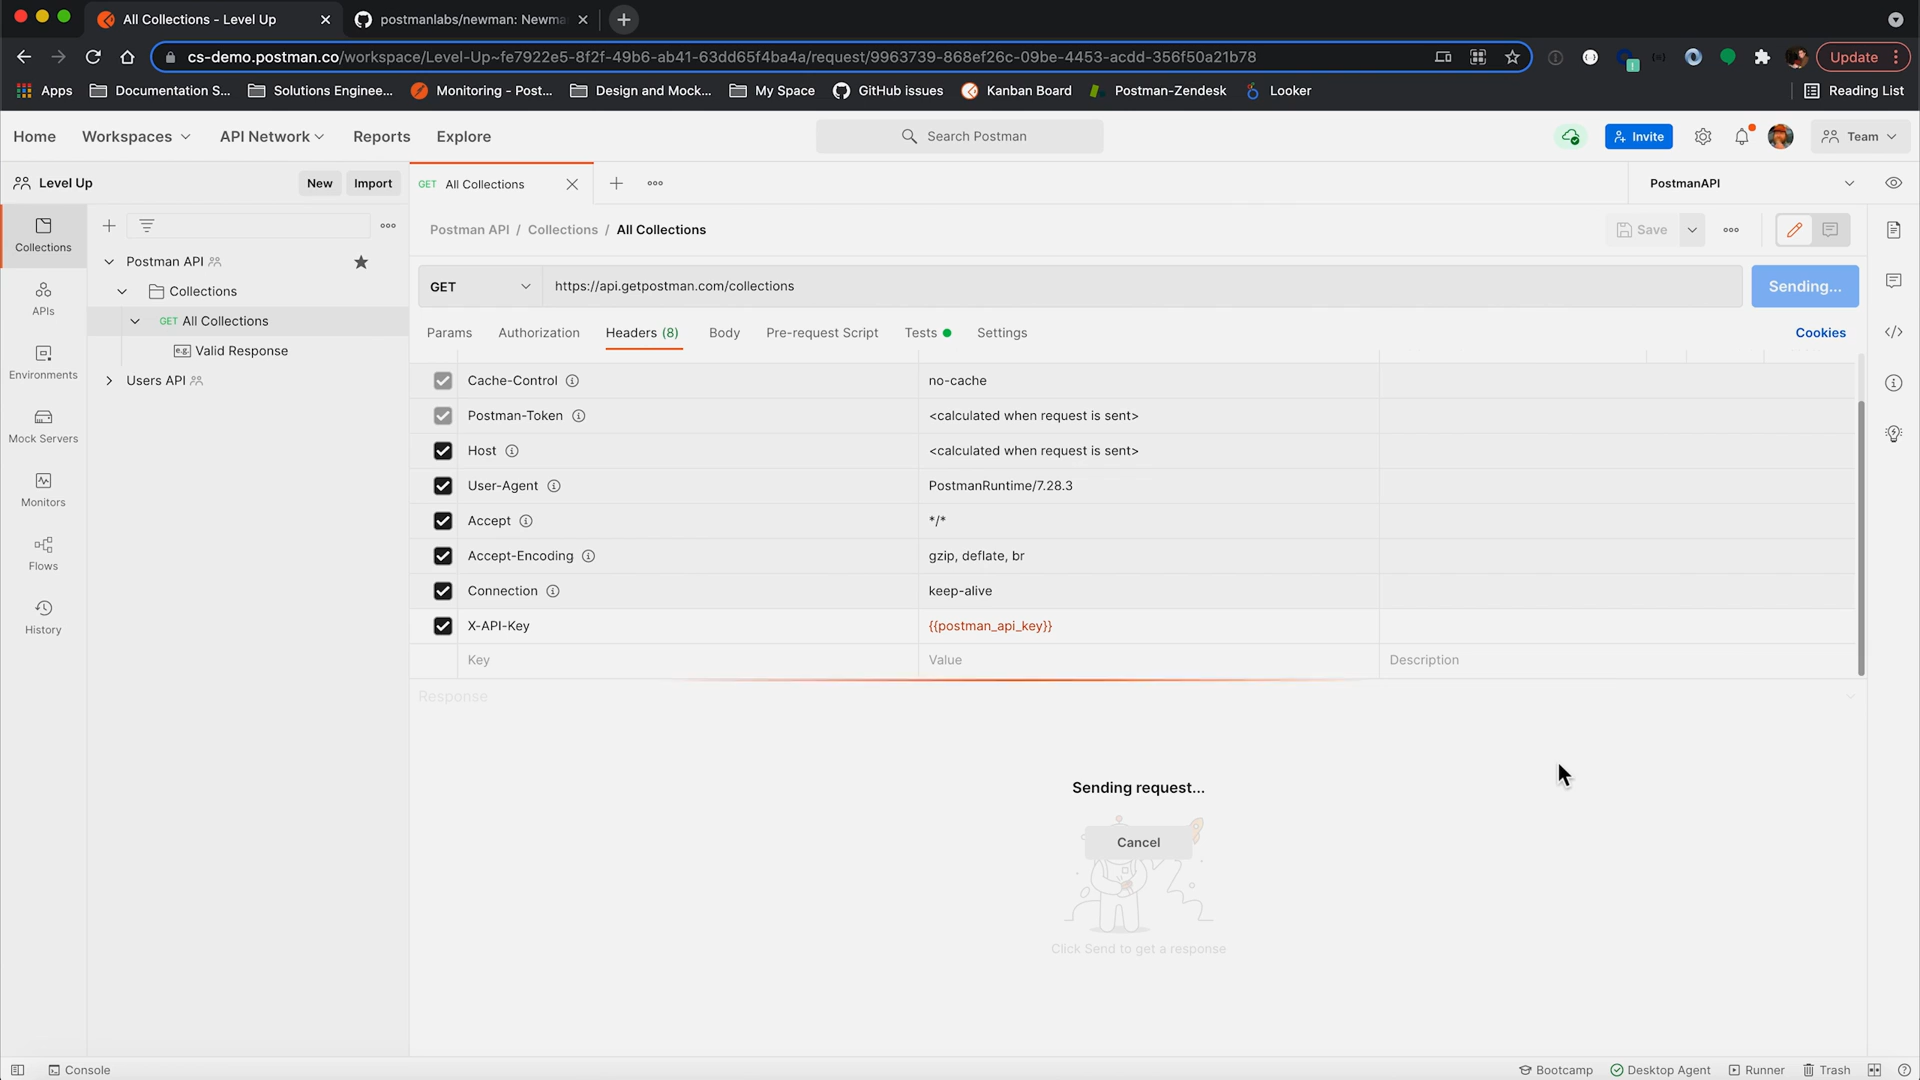 All Collections - Level Up
postmanlabs/newman: Newma
cs-demo.postman.co/workspace/Level-Up~fe7922e5-8f2f-49b6-ab41-63dd65f4ba4a/request/9963739-868ef26c-09be-4453-acdd-356f50a21b78
Update
Apps
Documentation S...
Solutions Enginee...
Monitoring - Post...
Design and Mock...
My Space
GitHub issues
Kanban Board
Postman-Zendesk
Looker
Reading List
Home
Workspaces
API Network
Reports
Explore
Search Postman
Invite
Team
Level Up
New
Import
GET All Collections
PostmanAPI
Collections
APIs
Environments
Mock Servers
Monitors
Flows
History
Postman API
Collections
GET All Collections
e.g. Valid Response
Users API
Postman API / Collections / All Collections
Save
GET
https://api.getpostman.com/collections
Sending...
Params
Authorization
Headers (8)
Body
Pre-request Script
Tests
Settings
Cookies
Cache-Control
no-cache
Postman-Token
<calculated when request is sent>
Host
<calculated when request is sent>
User-Agent
PostmanRuntime/7.28.3
Accept
*/*
Accept-Encoding
gzip, deflate, br
Connection
keep-alive
X-API-Key
{{postman_api_key}}
Key
Value
Description
Response
Sending request...
Cancel
Click Send to get a response
Console
Bootcamp
Desktop Agent
Runner
Trash